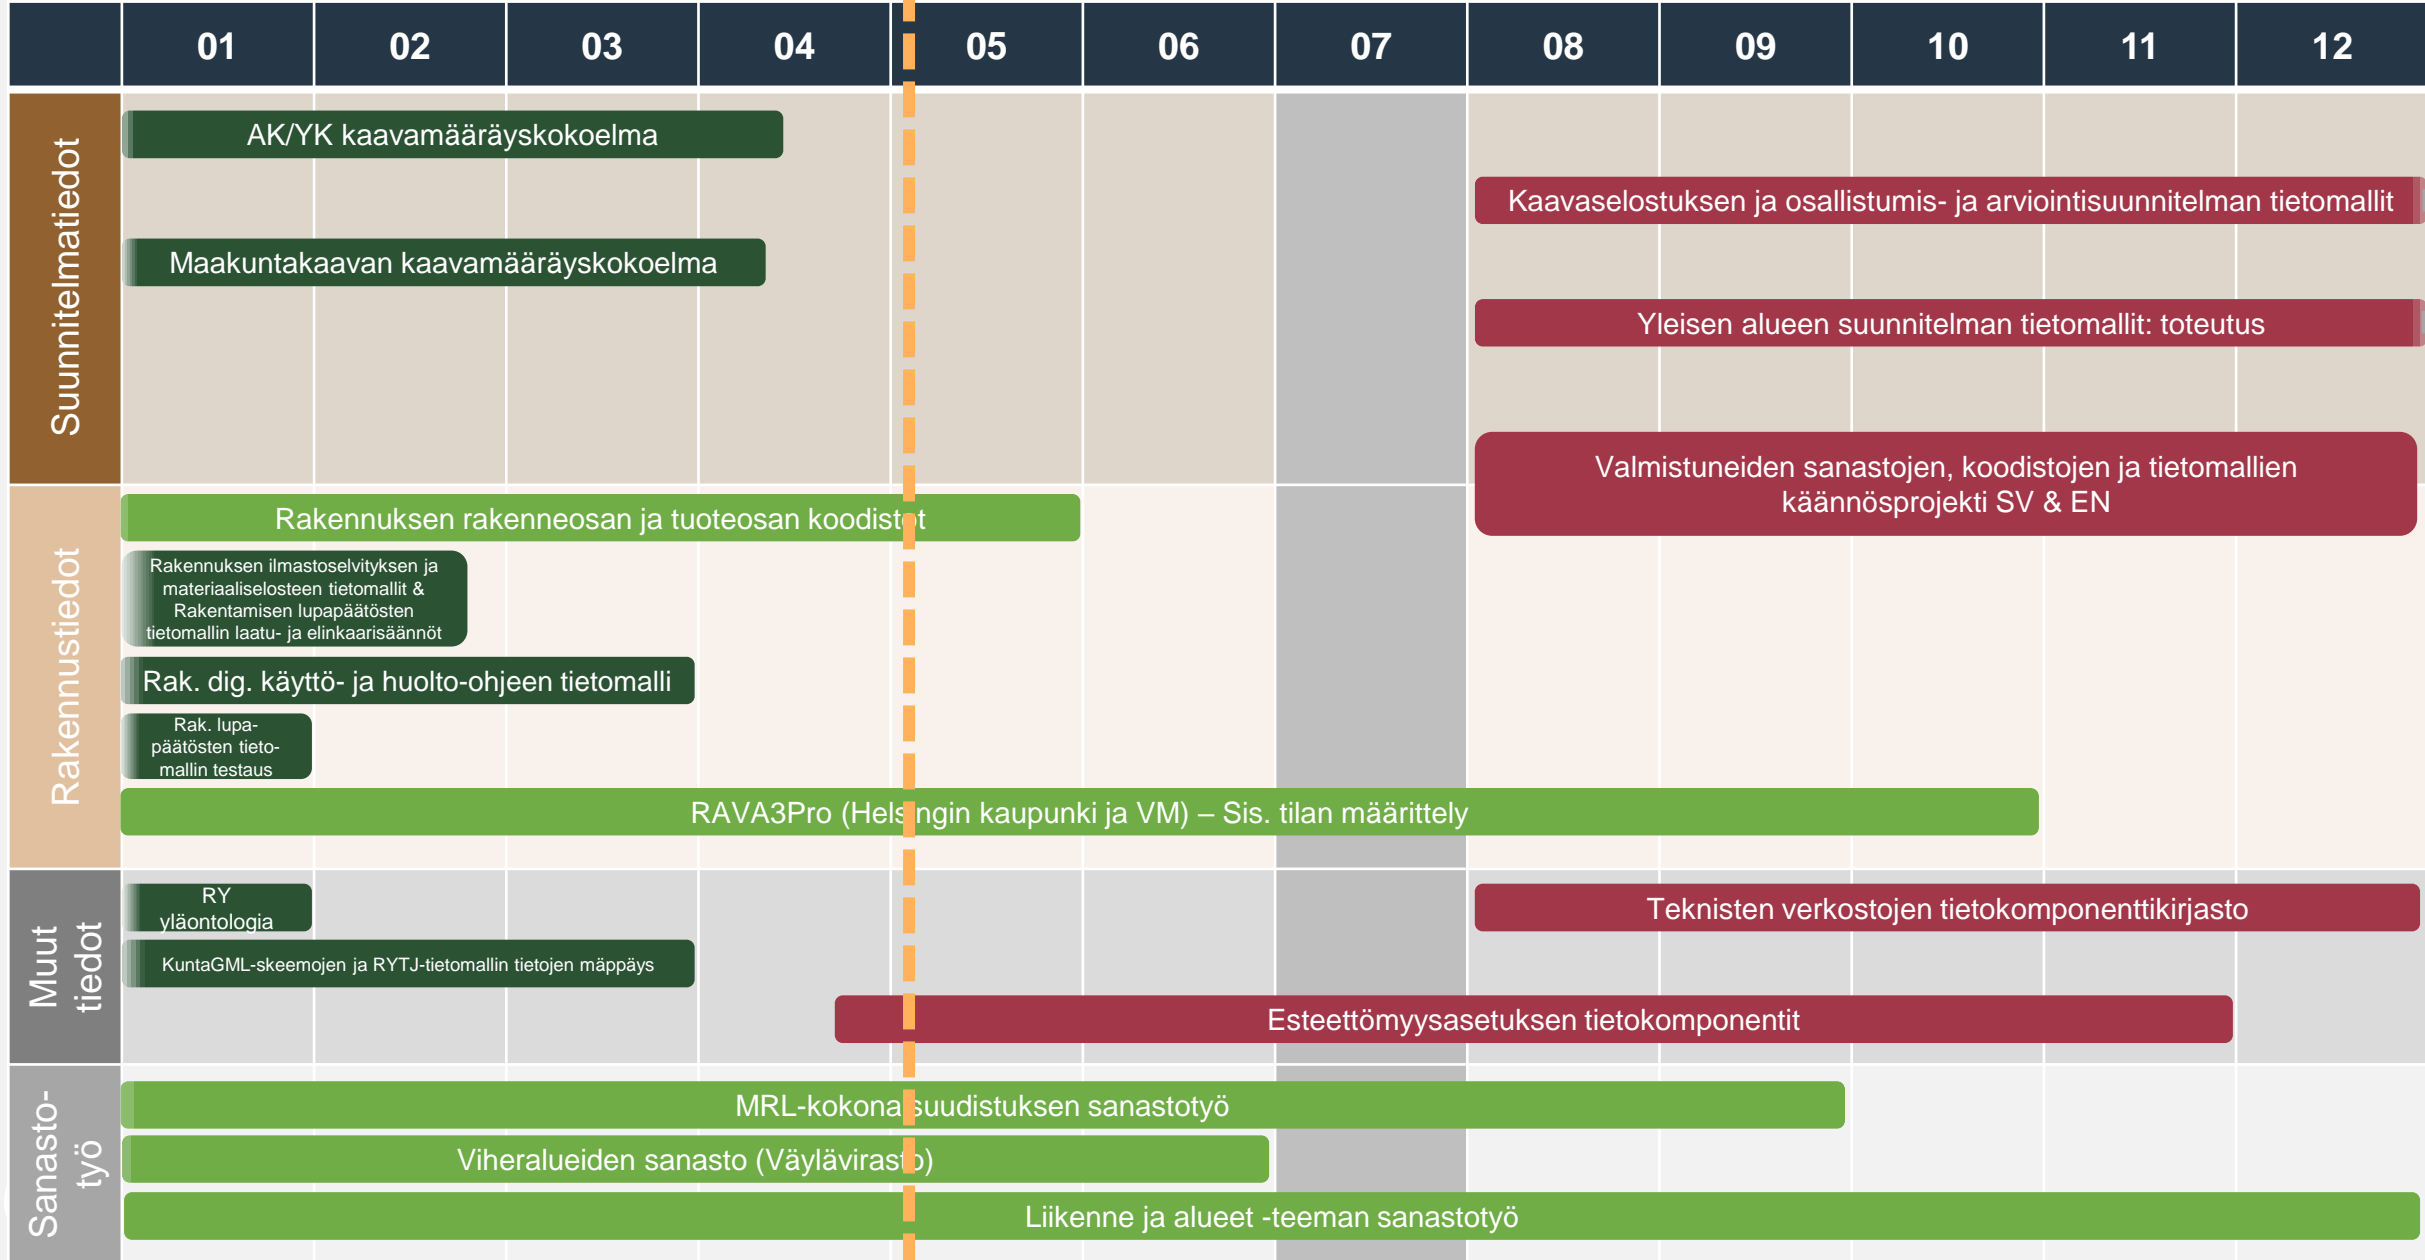 01 02 03 04 05 06 07 08 09 10 11 12
Suunnitelmatiedot
AK/YK kaavamääräyskokoelma
Kaavaselostuksen ja osallistumis- ja arviointisuunnitelman tietomallit
Maakuntakaavan kaavamääräyskokoelma
Yleisen alueen suunnitelman tietomallit: toteutus
Valmistuneiden sanastojen, koodistojen ja tietomallien
käännösprojekti SV & EN
Rakennustiedot
Rakennuksen rakenneosan ja tuoteosan koodistot
Rakennuksen ilmastoselvityksen ja
materiaaliselosteen tietomallit &
Rakentamisen lupapäätösten
tietomallin laatu- ja elinkaarisäännöt
Rak. dig. käyttö- ja huolto-ohjeen tietomalli
Rak. lupa-
päätösten tieto-
mallin testaus
RAVA3Pro (Helsingin kaupunki ja VM) – Sis. tilan määrittely
Muut
tiedot
RY
yläontologia
Teknisten verkostojen tietokomponenttikirjasto
KuntaGML-skeemojen ja RYTJ-tietomallin tietojen mäppäys
Esteettömyysasetuksen tietokomponentit
Sanasto-
työ
MRL-kokonaisuudistuksen sanastotyö
Viheralueiden sanasto (Väylävirasto)
Liikenne ja alueet -teeman sanastotyö